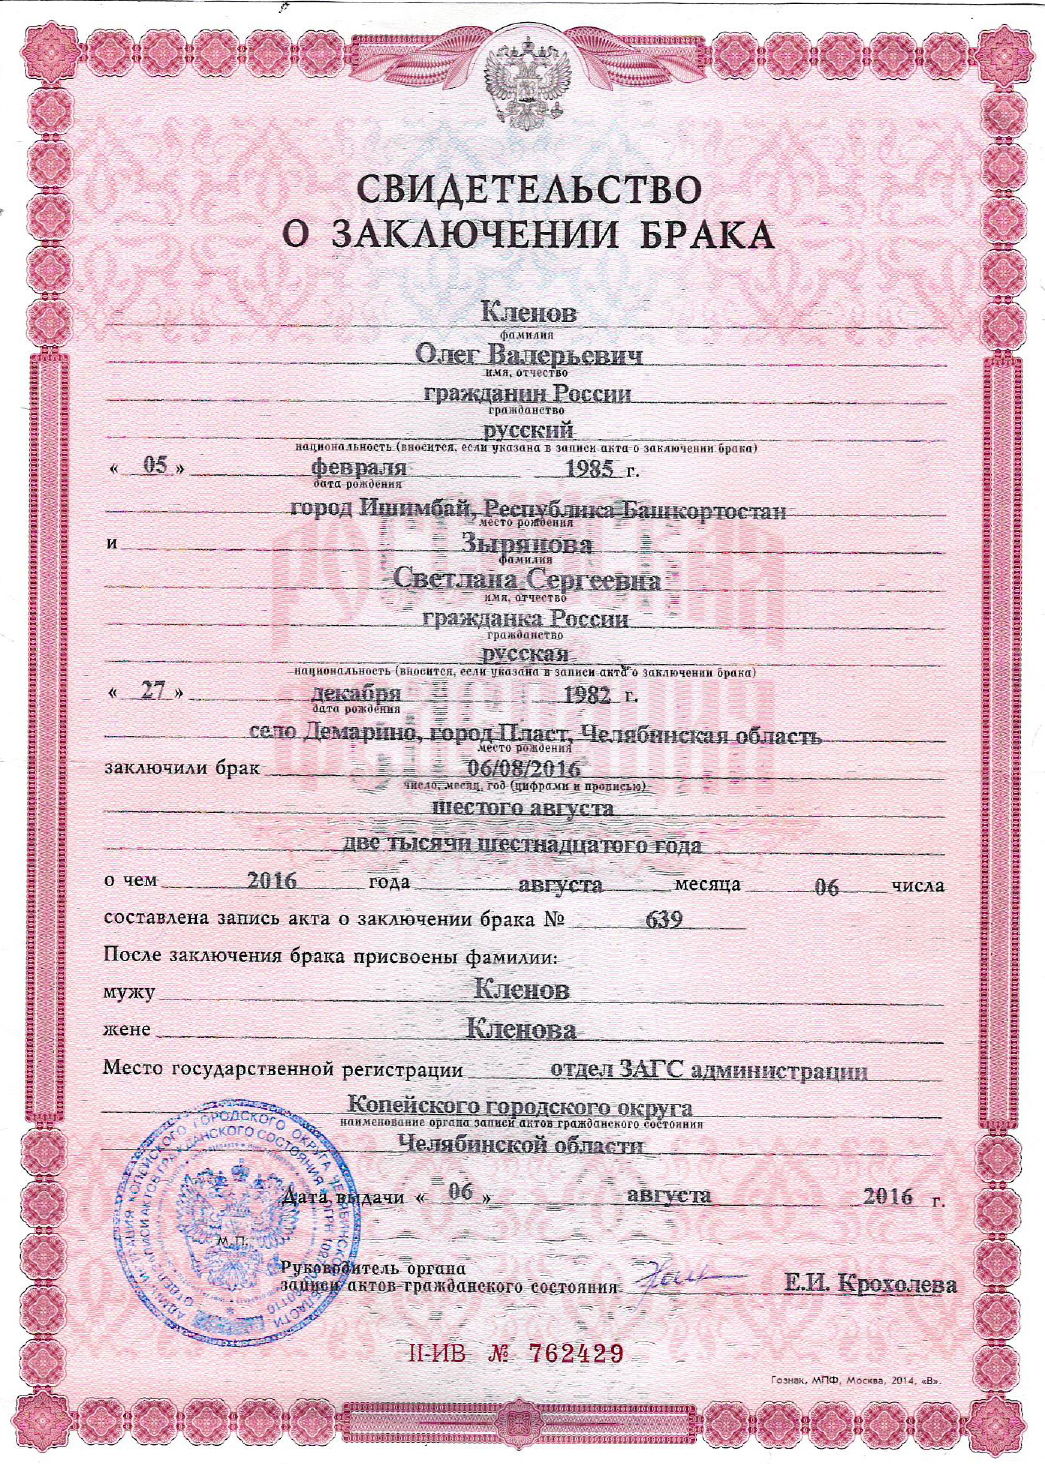 СВИДЕТЕЛЬСТВО
О ЗАКЛЮЧЕНИИ БРАКА
Кленов
фамилия
Олег Валерьевич
имя, отчество
гражданин России
гражданство
русский
национальность (вносится, если указана в записи акта о заключении брака)
« 05 » февраля 1985 г.
дата рождения
город Ишимбай, Республика Башкортостан
место рождения
и Зырянова
фамилия
Светлана Сергеевна
имя, отчество
гражданка России
гражданство
русская
национальность (вносится, если указана в записи акта о заключении брака)
« 27 » декабря 1982 г.
дата рождения
село Демарино, город Пласт, Челябинская область
место рождения
заключили брак 06/08/2016
число, месяц, год (цифрами и прописью)
шестого августа
две тысячи шестнадцатого года
о чем 2016 года августа месяца 06 числа
составлена запись акта о заключении брака № 639
После заключения брака присвоены фамилии:
мужу Кленов
жене Кленова
Место государственной регистрации отдел ЗАГС администрации
Копейского городского округа
наименование органа записи актов гражданского состояния
Челябинской области
Дата выдачи « 06 » августа 2016 г.
М.П.
Руководитель органа
записи актов гражданского состояния Е.И. Крохолева
II-ИВ № 762429
Гознак, МПФ, Москва, 2014, «В».